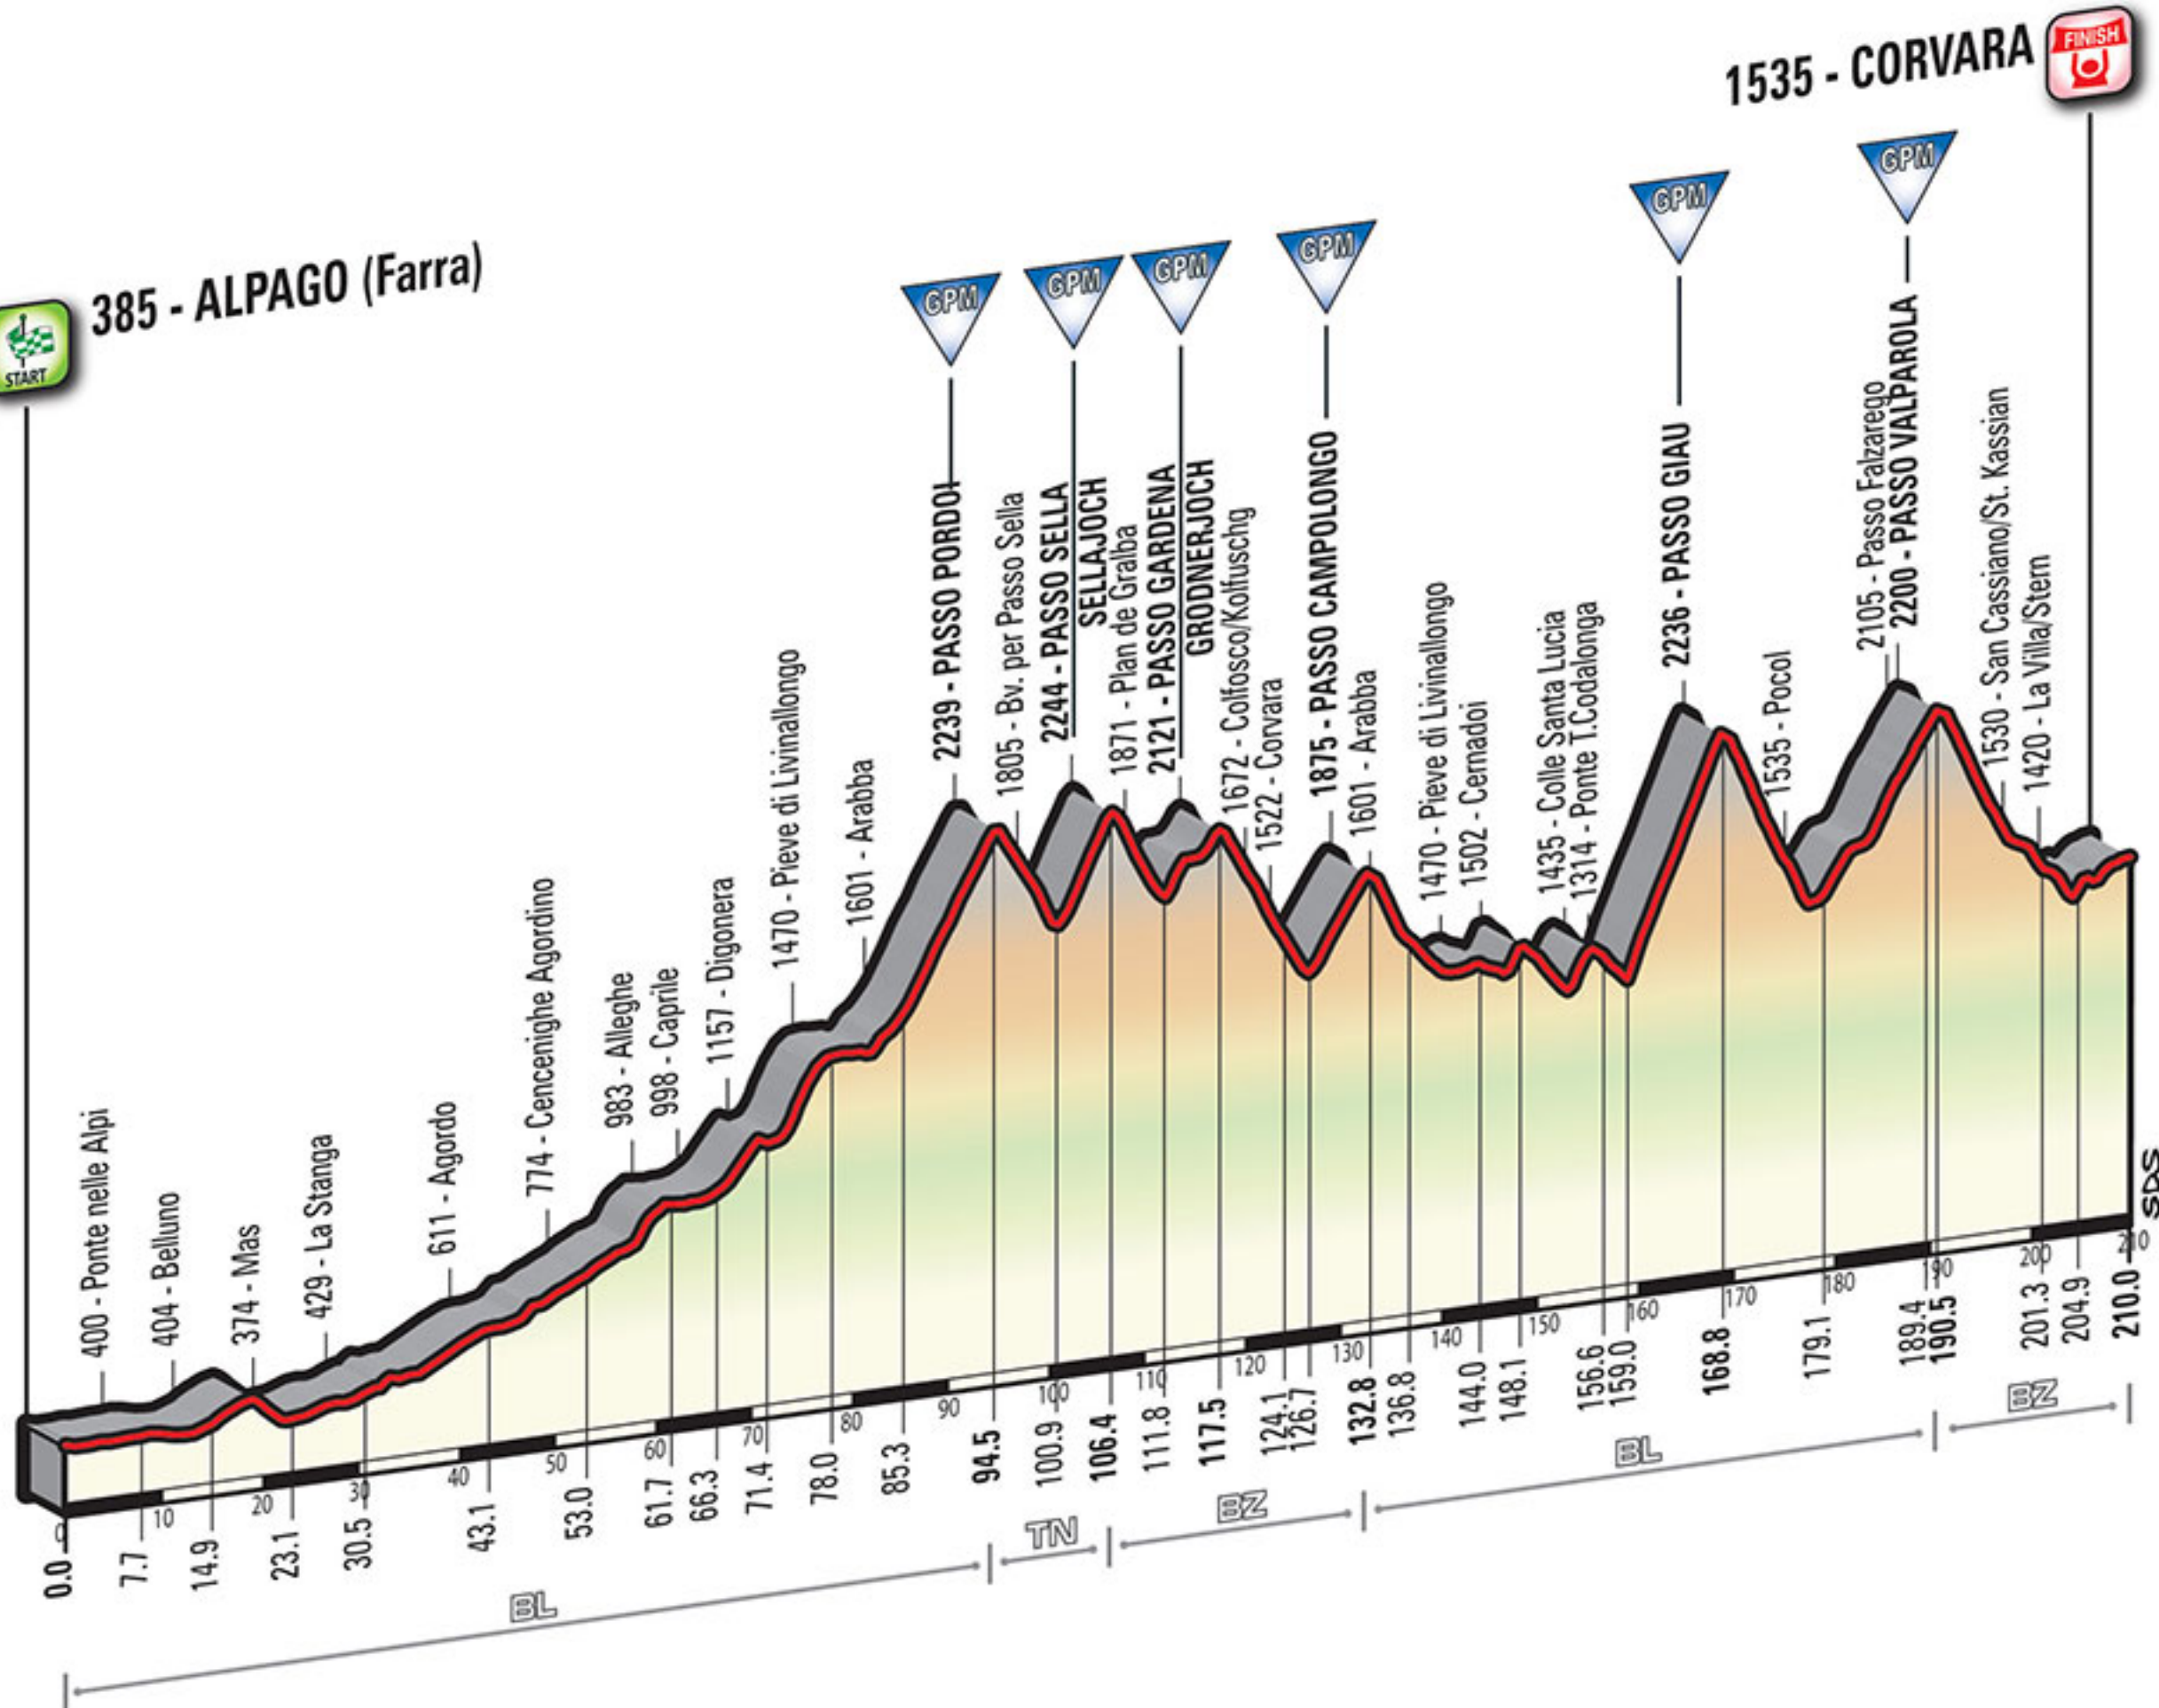 1535 - CORVARA
FINISH
385 - ALPAGO (Farra)
START
GPM
GPM
GPM
GPM
GPM
GPM
400 - Ponte nelle Alpi
404 - Belluno
374 - Mas
429 - La Stanga
611 - Agordo
774 - Cencenighe Agordino
983 - Alleghe
998 - Caprile
1157 - Digonera
1470 - Pieve di Livinallongo
1601 - Arabba
2239 - PASSO PORDOI
1805 - Bv. per Passo Sella
2244 - PASSO SELLA
SELLAJOCH
1871 - Plan de Gralba
2121 - PASSO GARDENA
GRODNERJOCH
1672 - Colfosco/Kolfuschg
1522 - Corvara
1875 - PASSO CAMPOLONGO
1601 - Arabba
1470 - Pieve di Livinallongo
1502 - Cernadoi
1435 - Colle Santa Lucia
1314 - Ponte T.Codalonga
2236 - PASSO GIAU
1535 - Pocol
2105 - Passo Falzarego
2200 - PASSO VALPAROLA
1530 - San Cassiano/St. Kassian
1420 - La Villa/Stern
SDS
0
10
20
30
40
50
60
70
80
90
100
110
120
130
140
150
160
170
180
190
200
210
0.0
7.7
14.9
23.1
30.5
43.1
53.0
61.7
66.3
71.4
78.0
85.3
94.5
100.9
106.4
111.8
117.5
124.1
126.7
132.8
136.8
144.0
148.1
156.6
159.0
168.8
179.1
189.4
190.5
201.3
204.9
210.0
BL
TN
BZ
BL
BZ